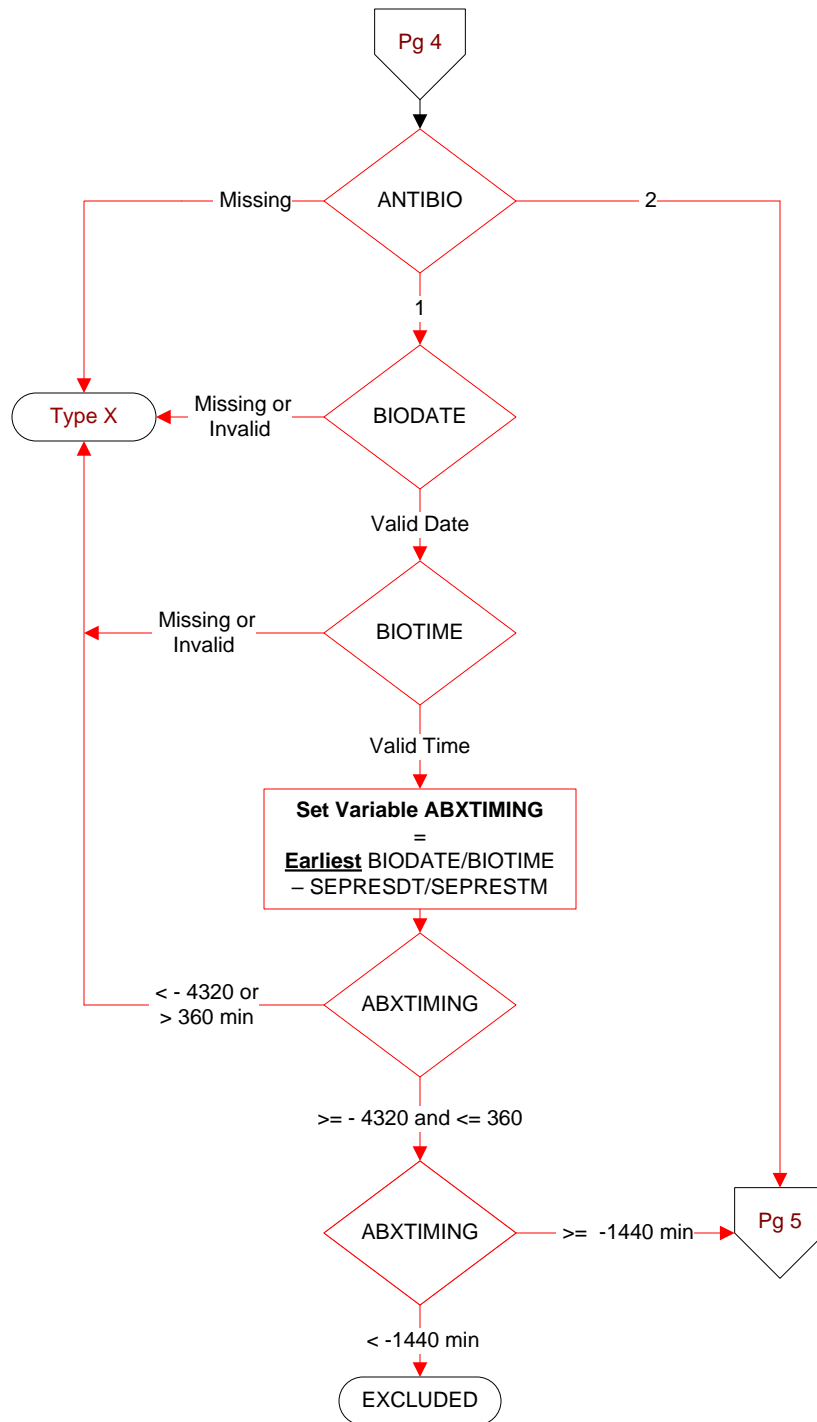 Pg 4
ANTIBIO
Missing
2
1
BIODATE
Missing or
Invalid
Type X
Valid Date
BIOTIME
Missing or
Invalid
Valid Time
Set Variable ABXTIMING
=
Earliest BIODATE/BIOTIME
– SEPRESDT/SEPRESTM
ABXTIMING
< - 4320 or
> 360 min
>= - 4320 and <= 360
ABXTIMING
>= -1440 min
Pg 5
< -1440 min
EXCLUDED